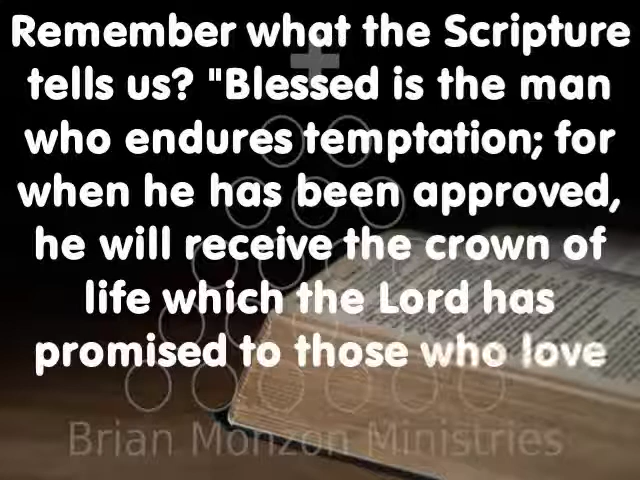 Remember what the Scripture
tells us? "Blessed is the man
who endures temptation; for
when he has been approved,
he will receive the crown of
life which the Lord has
promised to those who love
Brian Monzon Ministries